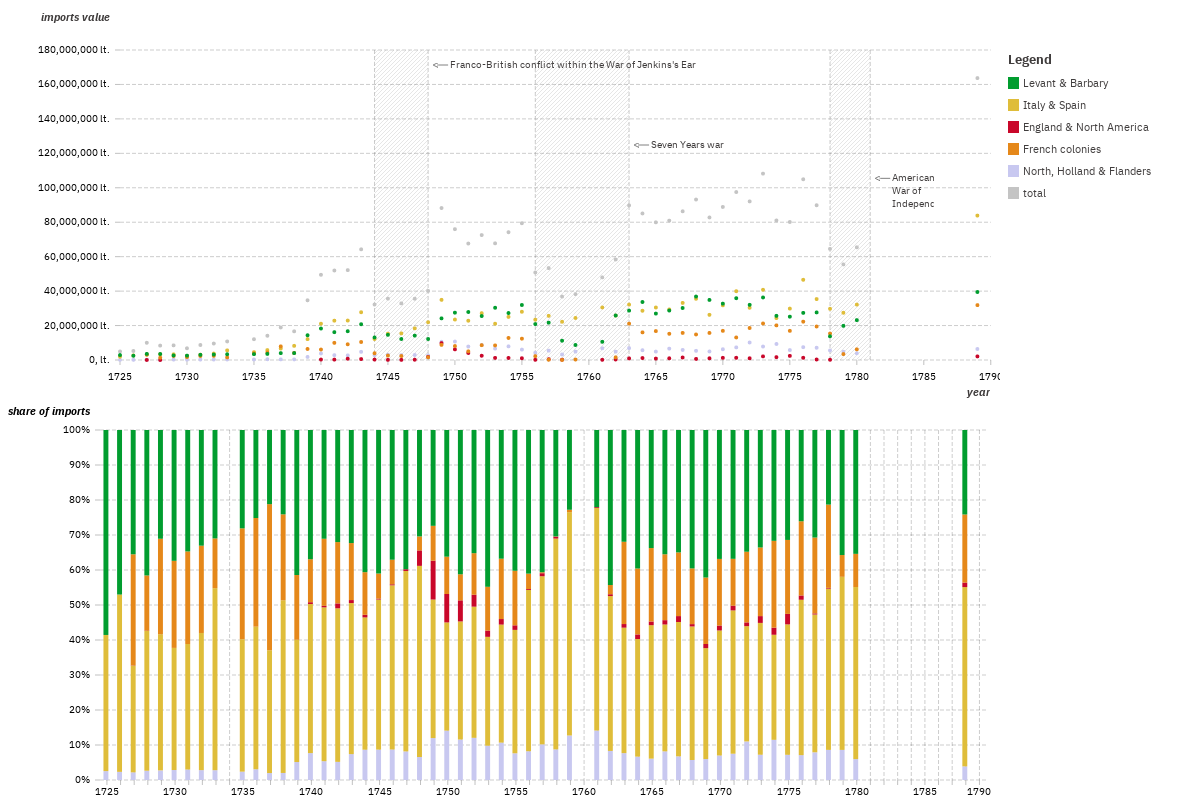 imports value
180,000,000 lt.
160,000,000 lt.
140,000,000 lt.
120,000,000 lt.
100,000,000 lt.
80,000,000 lt.
60,000,000 lt.
40,000,000 lt.
20,000,000 lt.
0, lt.
Franco-British conflict within the War of Jenkins's Ear
Seven Years war
American
War of
Independ
1725 1730 1735 1740 1745 1750 1755 1760 1765 1770 1775 1780 1785 1790
year
Legend
Levant & Barbary
Italy & Spain
England & North America
French colonies
North, Holland & Flanders
total
share of imports
100%
90%
80%
70%
60%
50%
40%
30%
20%
10%
0%
1725 1730 1735 1740 1745 1750 1755 1760 1765 1770 1775 1780 1785 1790